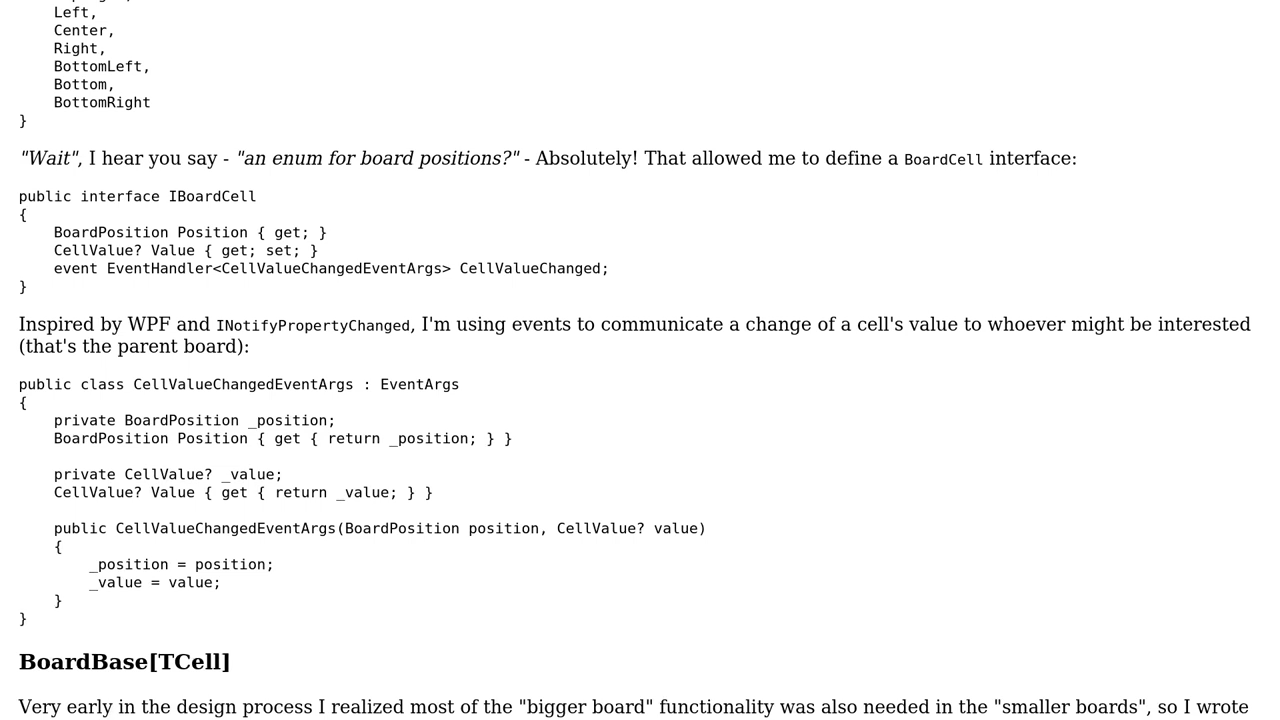 Left,
    Center,
    Right,
    BottomLeft,
    Bottom,
    BottomRight
}
"Wait", I hear you say - "an enum for board positions?" - Absolutely! That allowed me to define a BoardCell interface:
public interface IBoardCell
{
    BoardPosition Position { get; }
    CellValue? Value { get; set; }
    event EventHandler<CellValueChangedEventArgs> CellValueChanged;
}
Inspired by WPF and INotifyPropertyChanged, I'm using events to communicate a change of a cell's value to whoever might be interested
(that's the parent board):
public class CellValueChangedEventArgs : EventArgs
{
    private BoardPosition _position;
    BoardPosition Position { get { return _position; } }

    private CellValue? _value;
    CellValue? Value { get { return _value; } }

    public CellValueChangedEventArgs(BoardPosition position, CellValue? value)
    {
        _position = position;
        _value = value;
    }
}
BoardBase[TCell]
Very early in the design process I realized most of the "bigger board" functionality was also needed in the "smaller boards", so I wrote